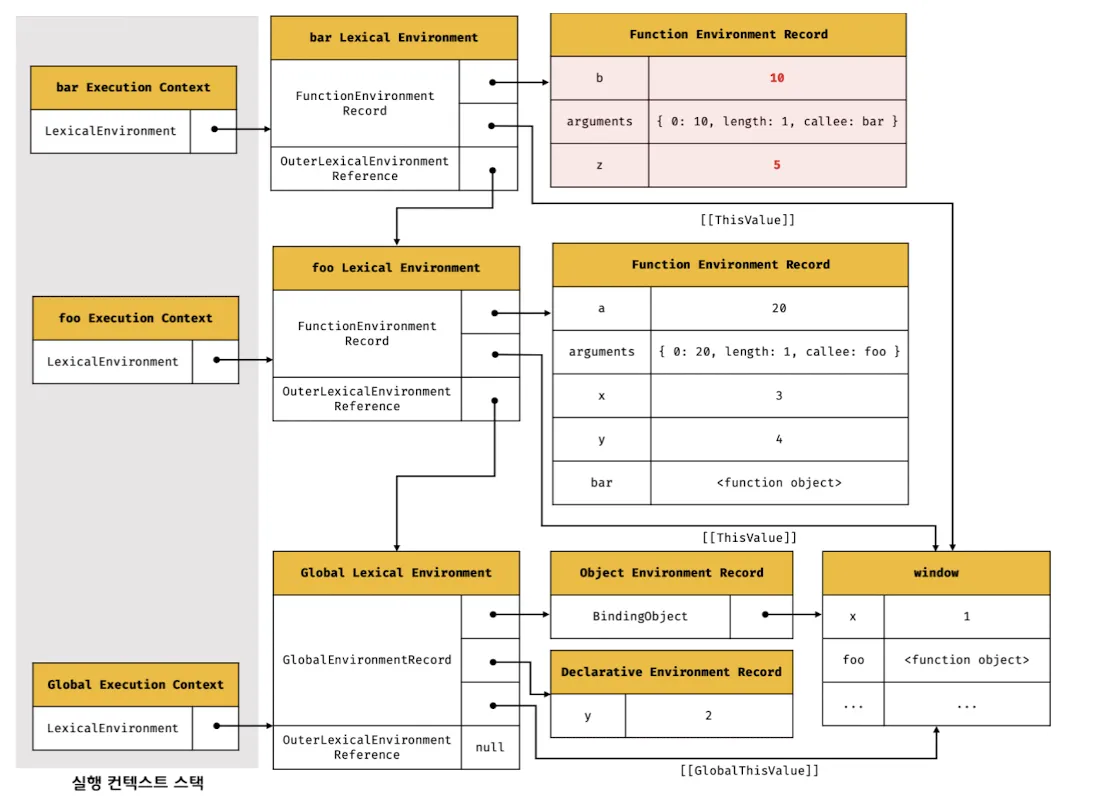 bar Execution Context
LexicalEnvironment
bar Lexical Environment
FunctionEnvironment
Record
OuterLexicalEnvironment
Reference
Function Environment Record
b 10
arguments { 0: 10, length: 1, callee: bar }
z 5
[[ThisValue]]
foo Execution Context
LexicalEnvironment
foo Lexical Environment
FunctionEnvironment
Record
OuterLexicalEnvironment
Reference
Function Environment Record
a 20
arguments { 0: 20, length: 1, callee: foo }
x 3
y 4
bar <function object>
[[ThisValue]]
Global Execution Context
LexicalEnvironment
Global Lexical Environment
GlobalEnvironmentRecord
OuterLexicalEnvironment
Reference
null
Object Environment Record
BindingObject
Declarative Environment Record
y 2
window
x 1
foo <function object>
... ...
[[GlobalThisValue]]
실행 컨텍스트 스택